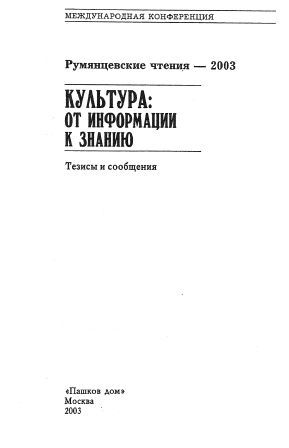 МЕЖДУНАРОДНАЯ КОНФЕРЕНЦИЯ
Румянцевские чтения — 2003
КУЛЬТУРА:
ОТ ИНФОРМАЦИИ
К ЗНАНИЮ
Тезисы и сообщения
«Пашков дом»
Москва
2003